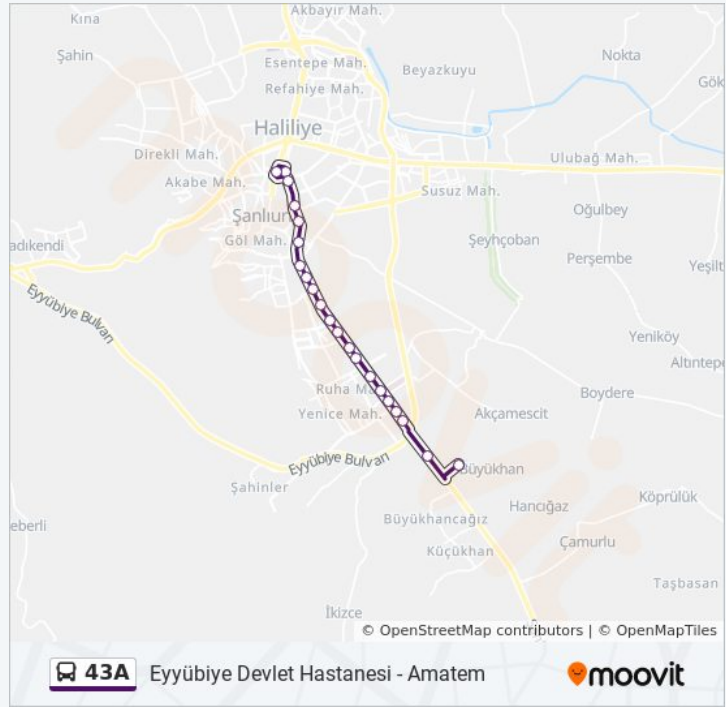 Akbayır Mah.
Kına
Şahin
Esentepe Mah.
Refahiye Mah.
Beyazkuyu
Nokta
Gök
Haliliye
Direkli Mah.
Akabe Mah.
Ulubağ Mah.
Susuz Mah.
Şanlıur
Göl Mah.
Oğulbey
Şeyhçoban
Perşembe
Yeşilt
adıkendi
Eyyübiye Bulvarı
Yeniköy
Altıntepe
Ruha Ma
Boydere
Yenice Mah.
Akçamescit
Eyyübiye Bulvarı
Büyükhan
Şahinler
Hancığaz
Köprülük
Büyükhancağız
eberli
Çamurlu
Küçükhan
Taşbasan
İkizce
© OpenStreetMap contributors | © OpenMapTiles
43A Eyyübiye Devlet Hastanesi - Amatem
moovit